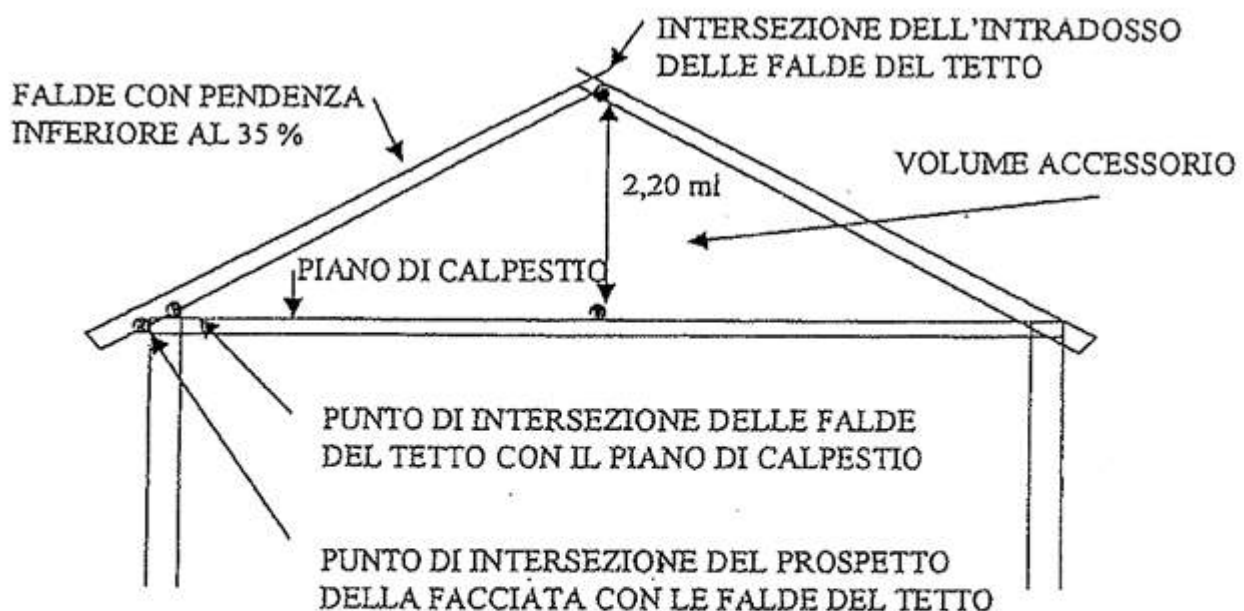 INTERSEZIONE DELL'INTRADOSSO
DELLE FALDE DEL TETTO
FALDE CON PENDENZA
INFERIORE AL 35 %
VOLUME ACCESSORIO
2,20 ml
PIANO DI CALPESTIO
PUNTO DI INTERSEZIONE DELLE FALDE
DEL TETTO CON IL PIANO DI CALPESTIO
PUNTO DI INTERSEZIONE DEL PROSPETTO
DELLA FACCIATA CON LE FALDE DEL TETTO